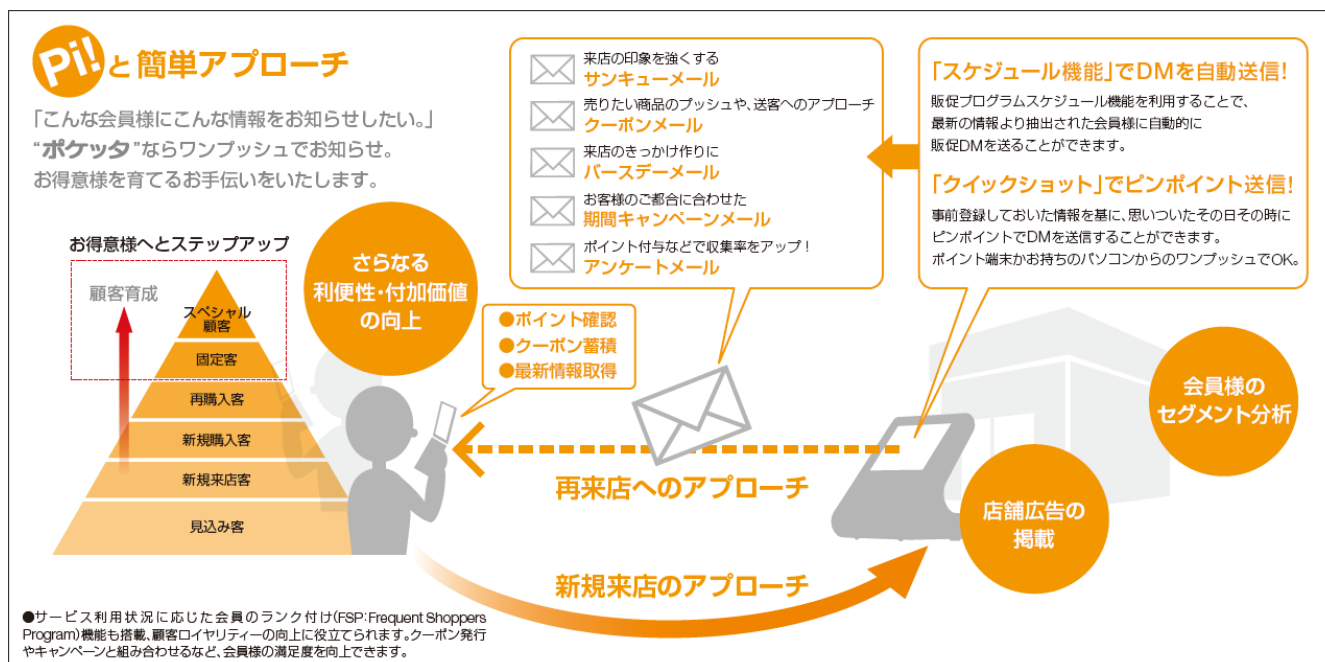 Pi!と簡単アプローチ
「こんな会員様にこんな情報をお知らせしたい。」
“ポケッタ”ならワンプッシュでお知らせ。
お得意様を育てるお手伝いをいたします。
お得意様へとステップアップ
顧客育成
スペシャル
顧客
固定客
再購入客
新規購入客
新規来店客
見込み客
さらなる
利便性・付加価値
の向上
●ポイント確認
●クーポン蓄積
●最新情報取得
来店の印象を強くする
サンキューメール
売りたい商品のプッシュや、送客へのアプローチ
クーポンメール
来店のきっかけ作りに
バースデーメール
お客様のご都合に合わせた
期間キャンペーンメール
ポイント付与などで収集率をアップ！
アンケートメール
「スケジュール機能」でDMを自動送信!
販促プログラムスケジュール機能を利用することで、
最新の情報より抽出された会員様に自動的に
販促DMを送ることができます。
「クイックショット」でピンポイント送信!
事前登録しておいた情報を基に、思いついたその日その時に
ピンポイントでDMを送信することができます。
ポイント端末かお持ちのパソコンからのワンプッシュでOK。
会員様の
セグメント分析
店舗広告の
掲載
再来店へのアプローチ
新規来店のアプローチ
●サービス利用状況に応じた会員のランク付け(FSP:Frequent Shoppers
Program)機能も搭載、顧客ロイヤリティーの向上に役立てられます。クーポン発行
やキャンペーンと組み合わせるなど、会員様の満足度を向上できます。